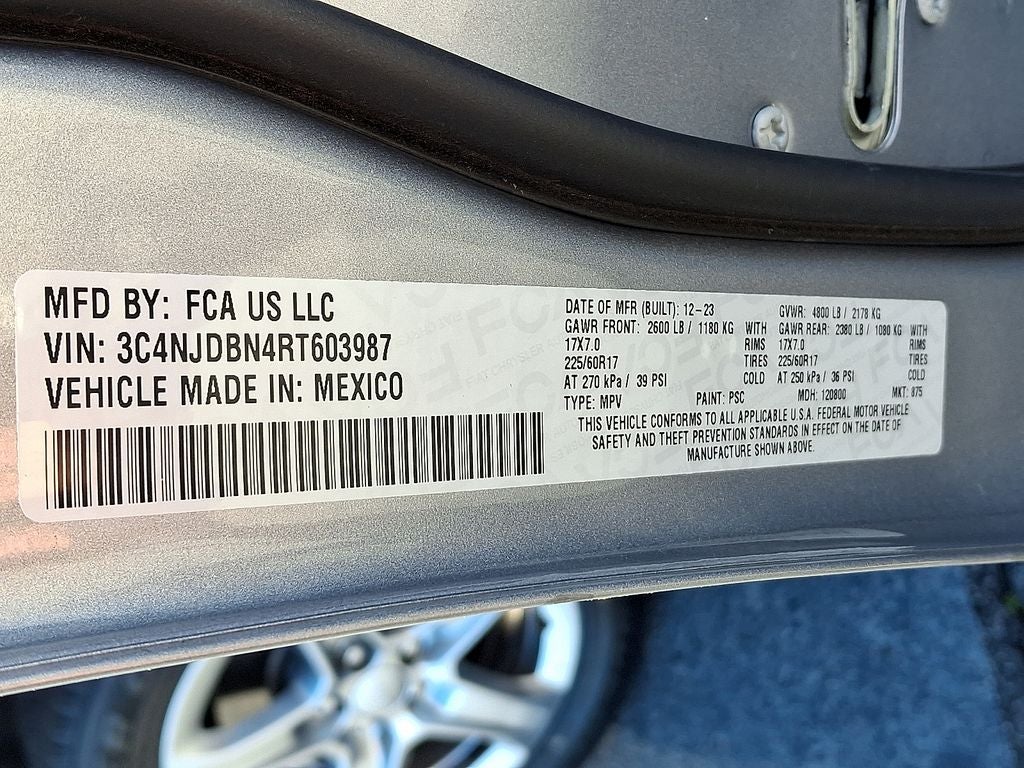 MFD BY: FCA US LLC
VIN: 3C4NJDBN4RT603987
VEHICLE MADE IN: MEXICO
DATE OF MFR (BUILT): 12-23
GVWR: 4800 LB / 2178 KG
GAWR FRONT: 2600 LB / 1180 KG WITH
17X7.0 RIMS
225/60R17 TIRES
AT 270 kPa / 39 PSI COLD
GAWR REAR: 2380 LB / 1080 KG WITH
17X7.0 RIMS
225/60R17 TIRES
AT 250 kPa / 36 PSI COLD
TYPE: MPV PAINT: PSC MDH: 120800 MKT: 875
THIS VEHICLE CONFORMS TO ALL APPLICABLE U.S.A. FEDERAL MOTOR VEHICLE
SAFETY AND THEFT PREVENTION STANDARDS IN EFFECT ON THE DATE OF
MANUFACTURE SHOWN ABOVE.